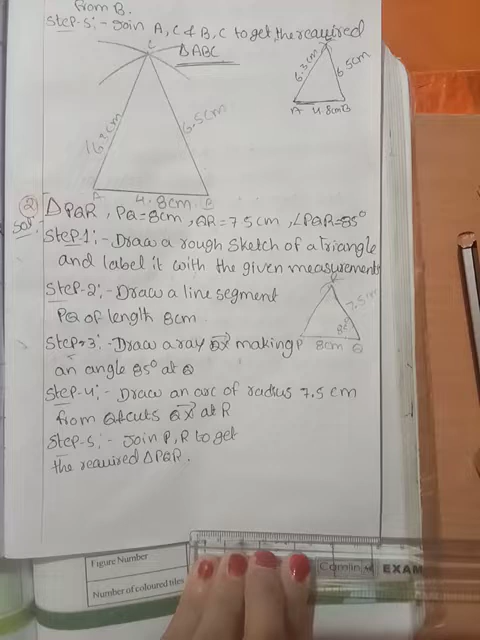 from B.
Step-5:- Join A, C & B, C to get the required
ΔABC
C
6.3cm
6.5cm
A 4.8cm B
6.3cm
6.5cm
A 4.8cm B
② ΔPQR, PQ=8cm, QR=7.5cm, ∠PQR=85°
Sol:-
Step-1:- Draw a rough sketch of a triangle
and label it with the given measurements
Step-2:- Draw a line segment
PQ of length 8cm.
7.5cm
85°
P 8cm Q
Step-3:- Draw a ray QX making
an angle 85° at Q
Step-4:- Draw an arc of radius 7.5cm
from Q & cuts QX at R
Step-5:- Join P, R to get
the required ΔPQR.
Figure Number
Number of coloured tiles
Camlin EXAM